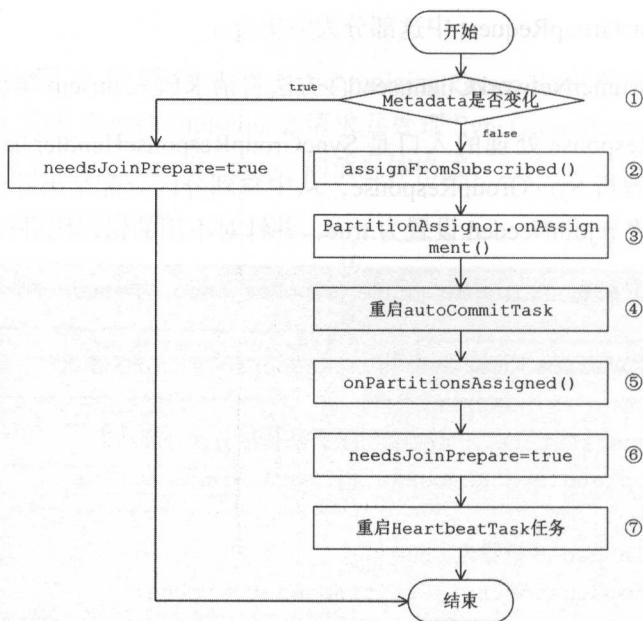 开始
Metadata是否变化
①
true
false
needsJoinPrepare=true
assignFromSubscribed()
②
PartitionAssignor.onAssign
ment()
③
重启autoCommitTask
④
onPartitionsAssigned()
⑤
needsJoinPrepare=true
⑥
重启HeartbeatTask任务
⑦
结束